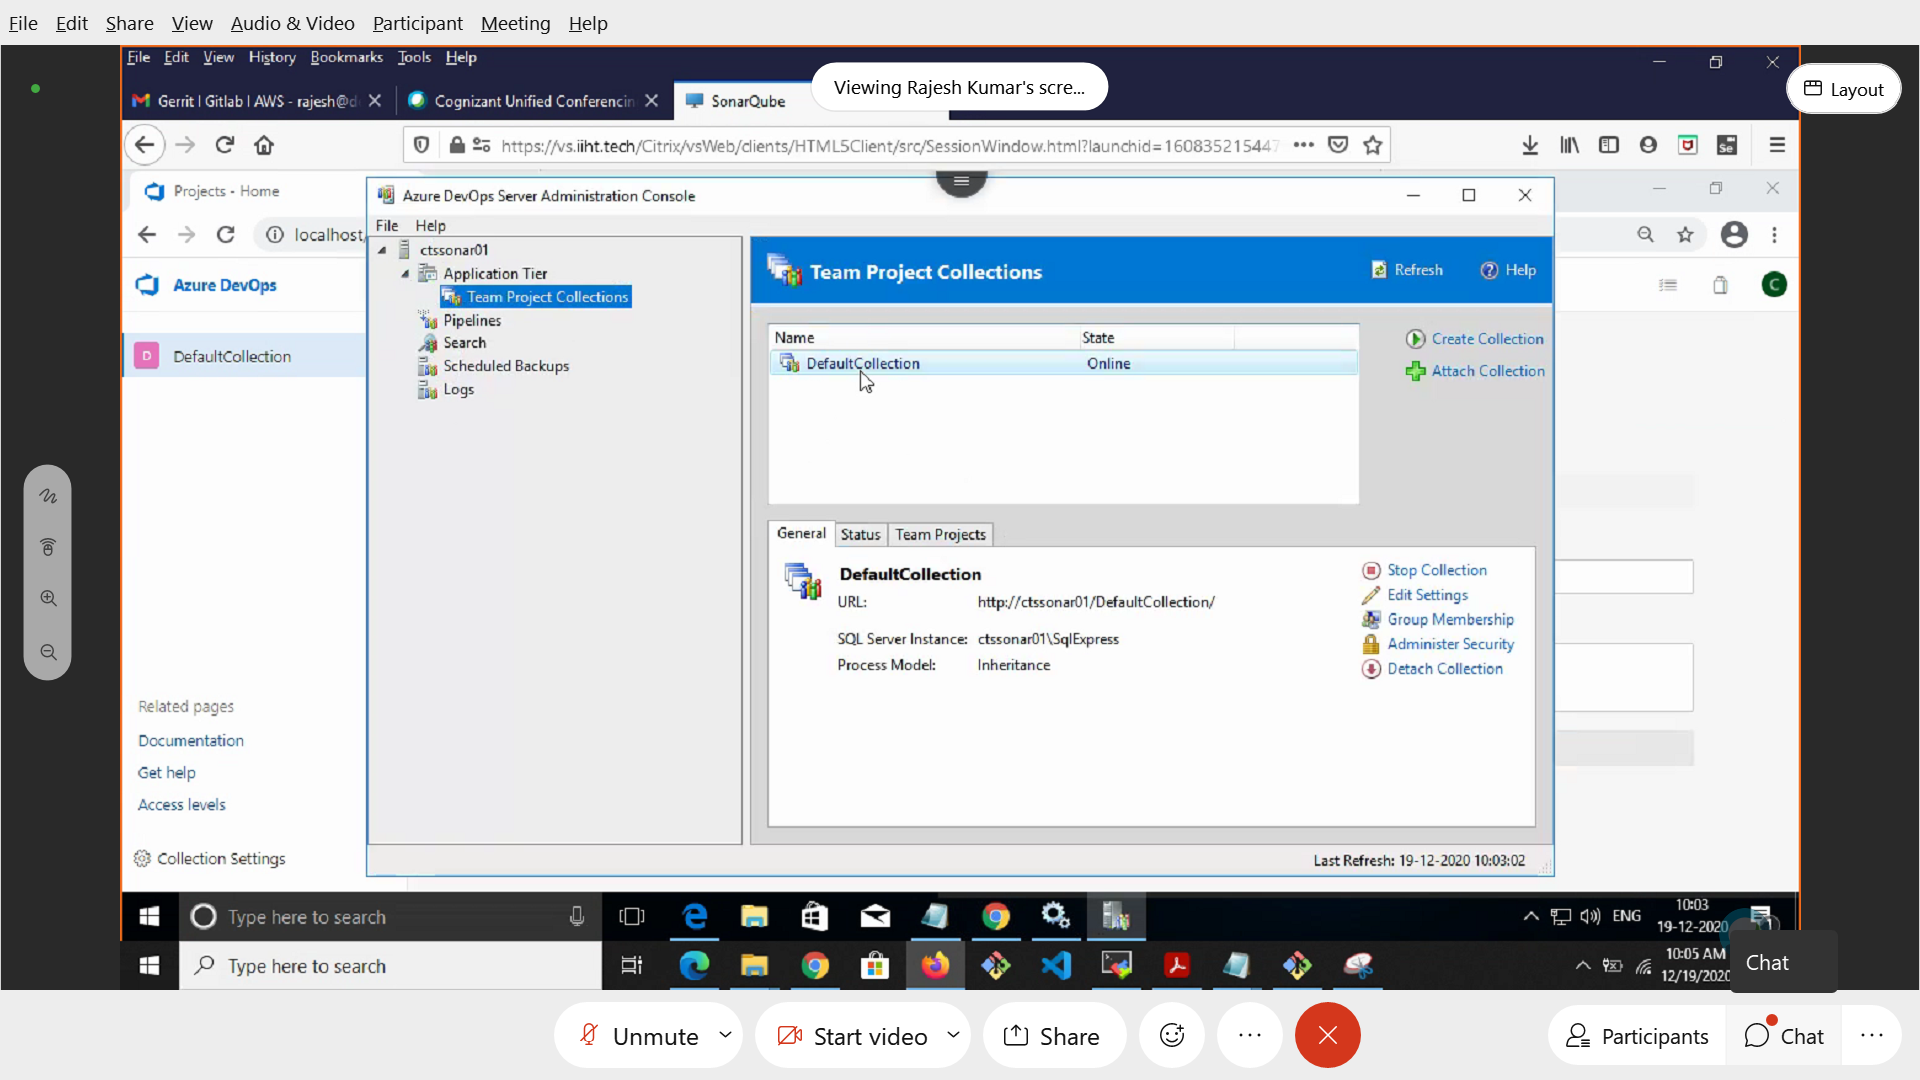 File Edit Share View Audio & Video Participant Meeting Help
File Edit View History Bookmarks Tools Help
Viewing Rajesh Kumar's scre...
Layout
Gerrit | Gitlab | AWS - rajesh@d
Cognizant Unified Conferencin
SonarQube
https://vs.iiht.tech/Citrix/vsWeb/clients/HTML5Client/src/SessionWindow.html?launchid=160835215447
Projects - Home
Azure DevOps Server Administration Console
localhost/
File Help
ctssonar01
Application Tier
Team Project Collections
Pipelines
Search
Scheduled Backups
Logs
Azure DevOps
D DefaultCollection
Team Project Collections
Refresh
Help
C
Name State
DefaultCollection Online
Create Collection
Attach Collection
General Status Team Projects
DefaultCollection
URL: http://ctssonar01/DefaultCollection/
SQL Server Instance: ctssonar01\SqlExpress
Process Model: Inheritance
Stop Collection
Edit Settings
Group Membership
Administer Security
Detach Collection
Related pages
Documentation
Get help
Access levels
Collection Settings
Last Refresh: 19-12-2020 10:03:02
Type here to search
ENG
10:03
19-12-2020
1
Type here to search
10:05 AM
12/19/2020
Chat
Unmute
Start video
Share
Participants
Chat